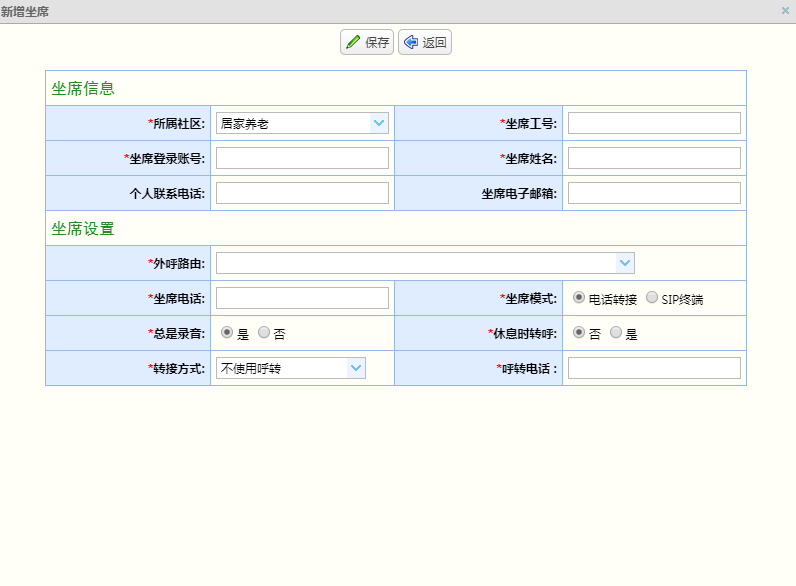 新增坐席
保存 返回
坐席信息
*所属社区: 居家养老 *坐席工号:
*坐席登录账号: *坐席姓名:
个人联系电话: 坐席电子邮箱:
坐席设置
*外呼路由:
*坐席电话: *坐席模式: 电话转接 SIP终端
*总是录音: 是 否 *休息时转呼: 否 是
*转接方式: 不使用呼转 *呼转电话 :